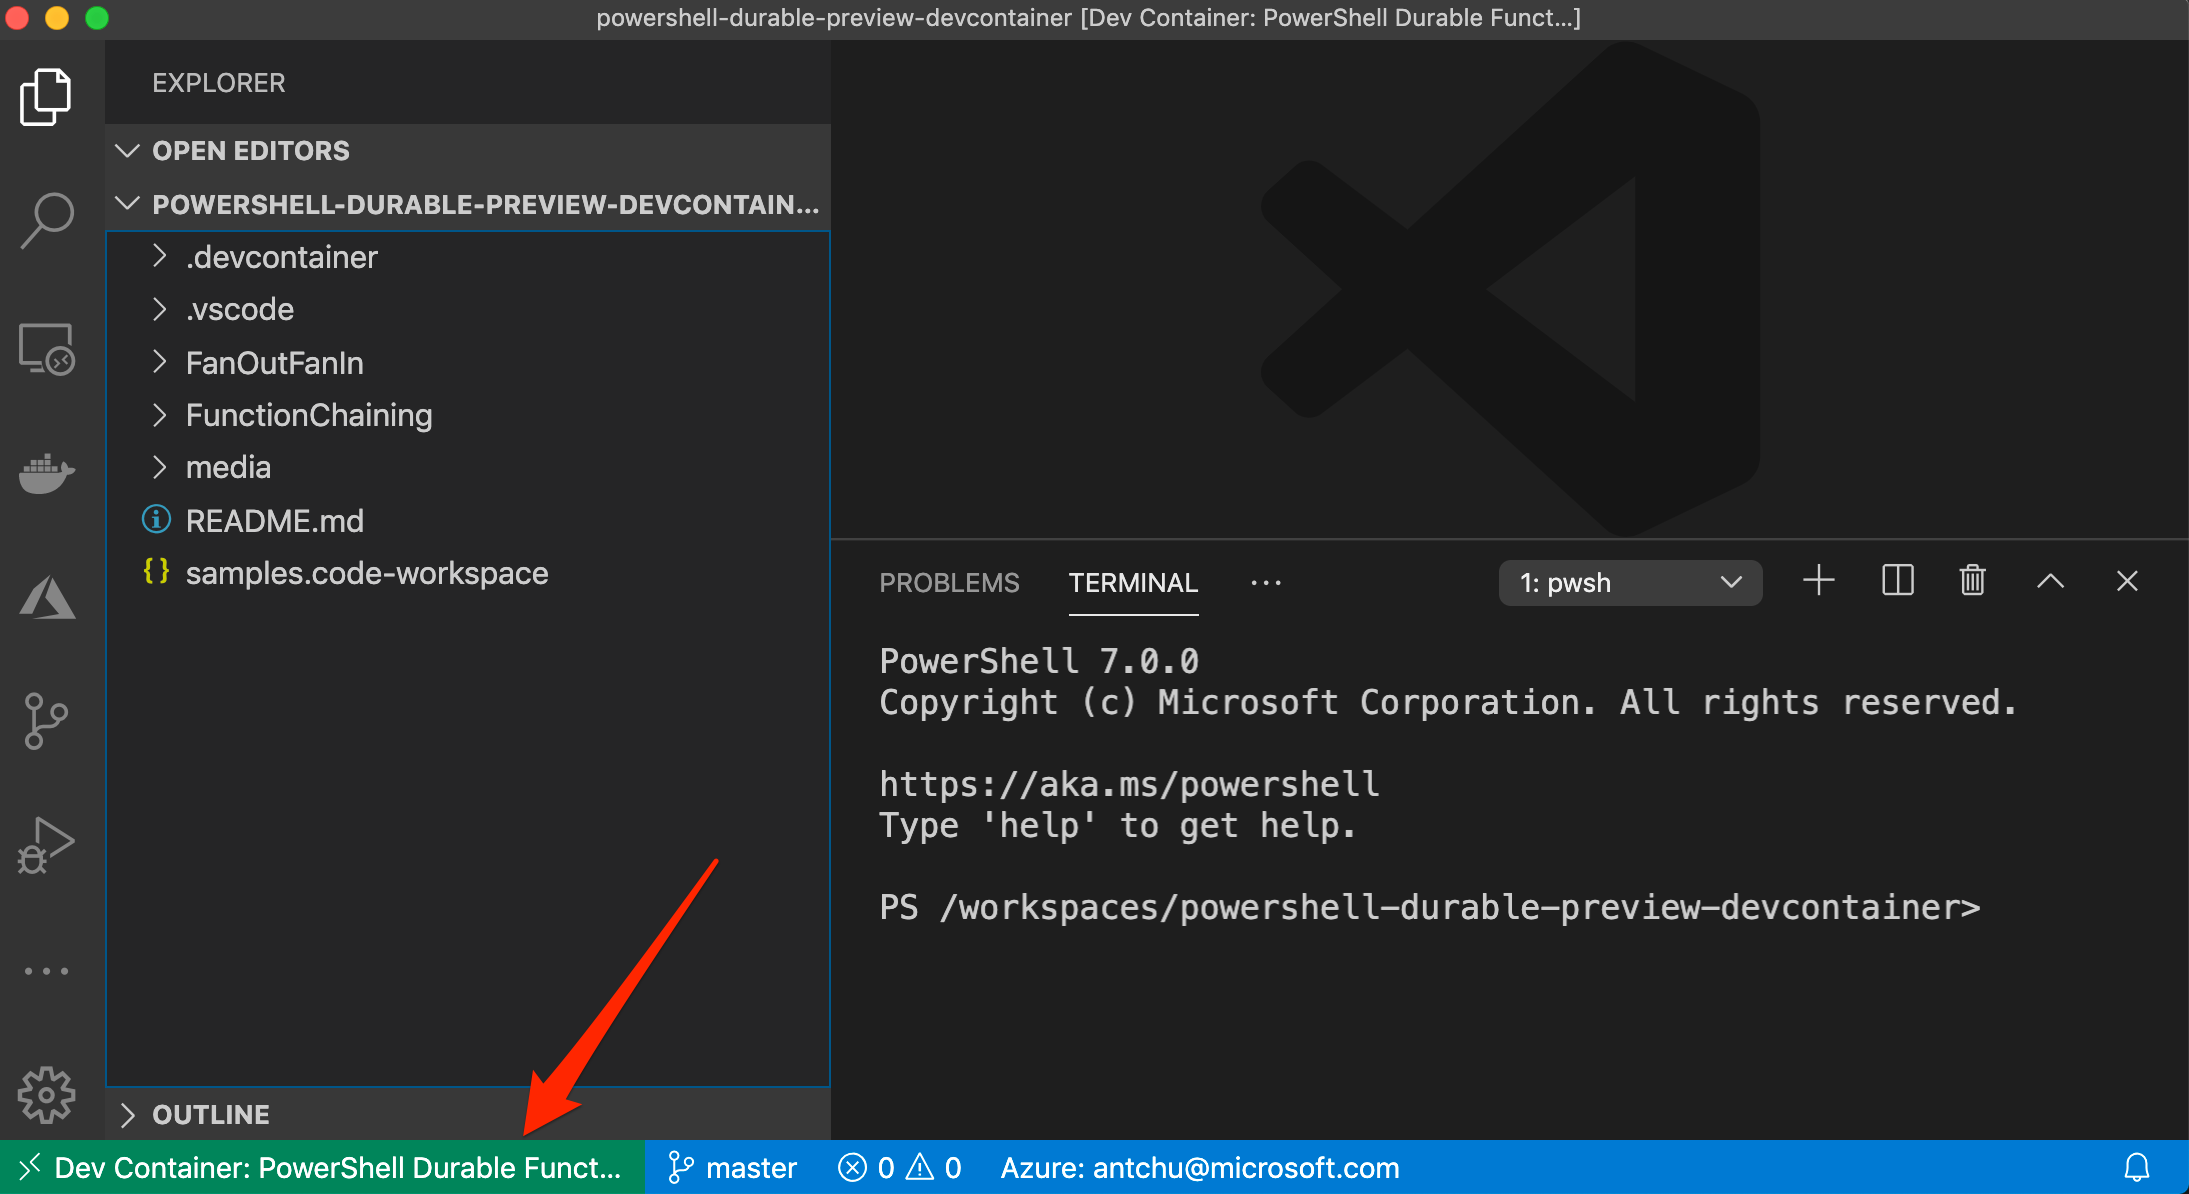 powershell-durable-preview-devcontainer [Dev Container: PowerShell Durable Funct...]
EXPLORER
OPEN EDITORS
POWERSHELL-DURABLE-PREVIEW-DEVCONTAIN...
.devcontainer
.vscode
FanOutFanIn
FunctionChaining
media
README.md
samples.code-workspace
OUTLINE
PROBLEMS TERMINAL ... 1: pwsh
PowerShell 7.0.0
Copyright (c) Microsoft Corporation. All rights reserved.
https://aka.ms/powershell
Type 'help' to get help.
PS /workspaces/powershell-durable-preview-devcontainer>
Dev Container: PowerShell Durable Funct... master 0 0 Azure: antchu@microsoft.com